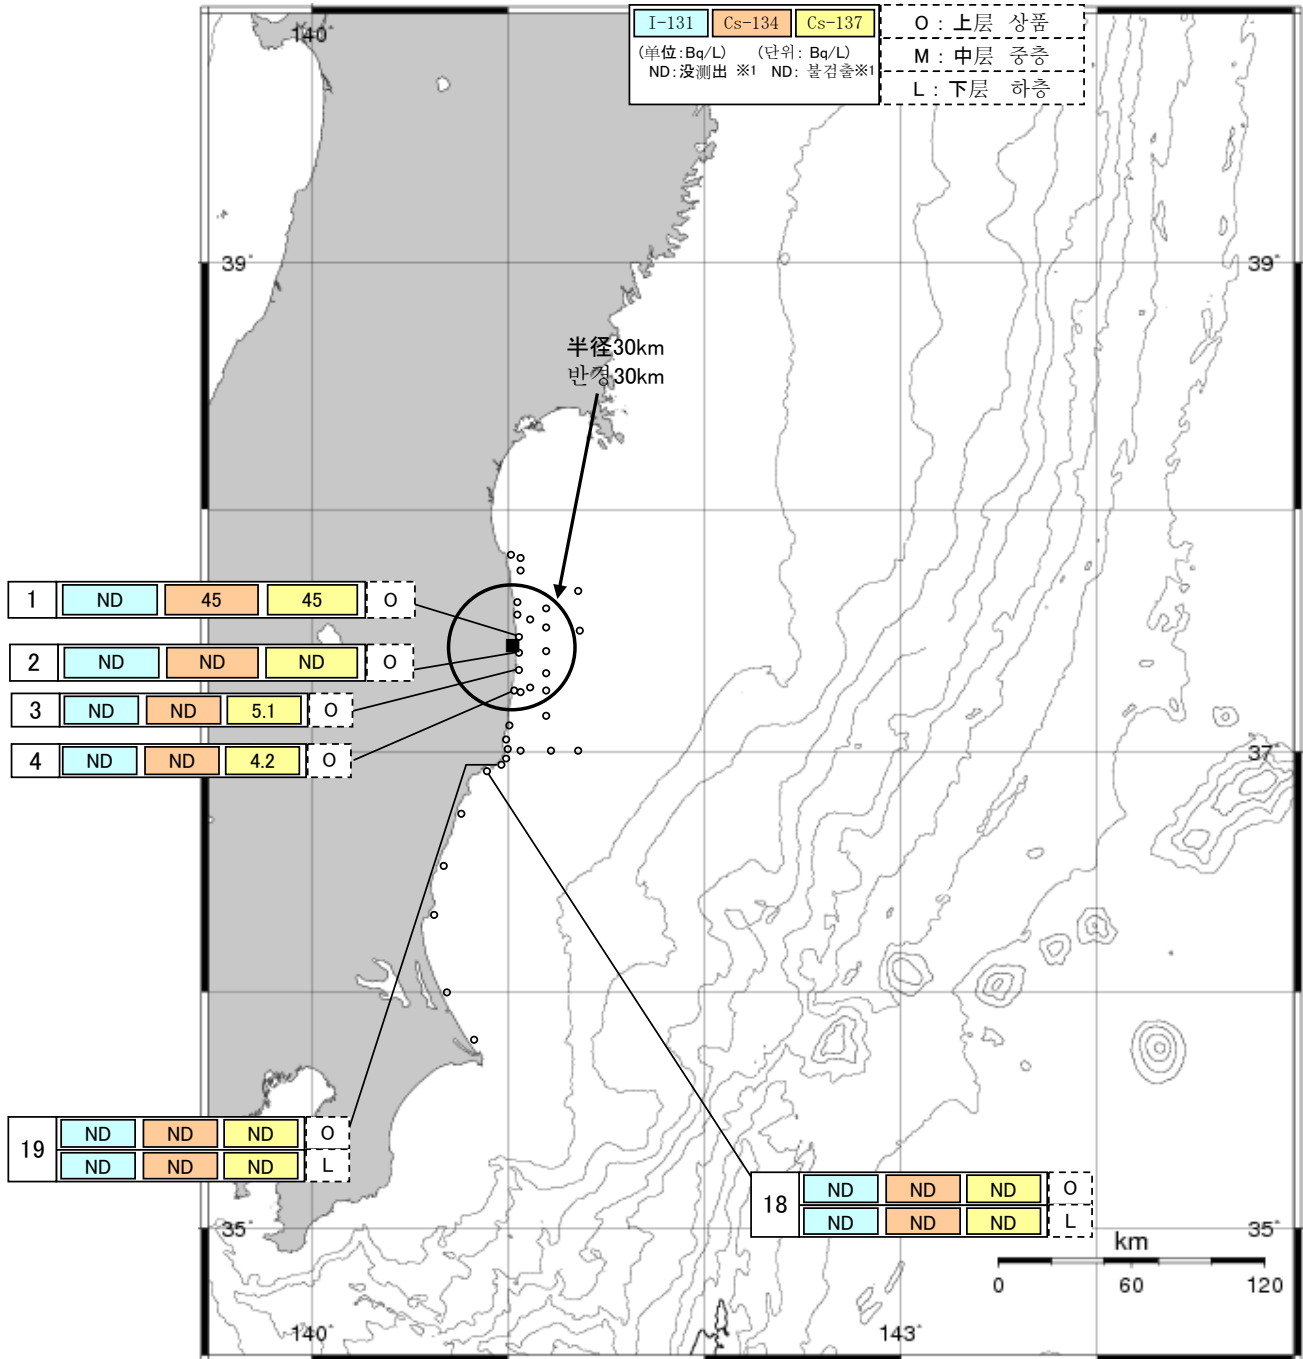 140°
I-131 Cs-134 Cs-137
(単位:Bq/L) (단위: Bq/L)
ND:没測出 ※1 ND: 불검출※1
O : 上层 상품
M : 中层 중층
L : 下层 하층
39° 39°
半径30km
반경30km
1 ND 45 45 O
2 ND ND ND O
3 ND ND 5.1 O
4 ND ND 4.2 O
37°
19 ND ND ND O
ND ND ND L
18 ND ND ND O
ND ND ND L
35° 35°
km
0 60 120
140° 143°